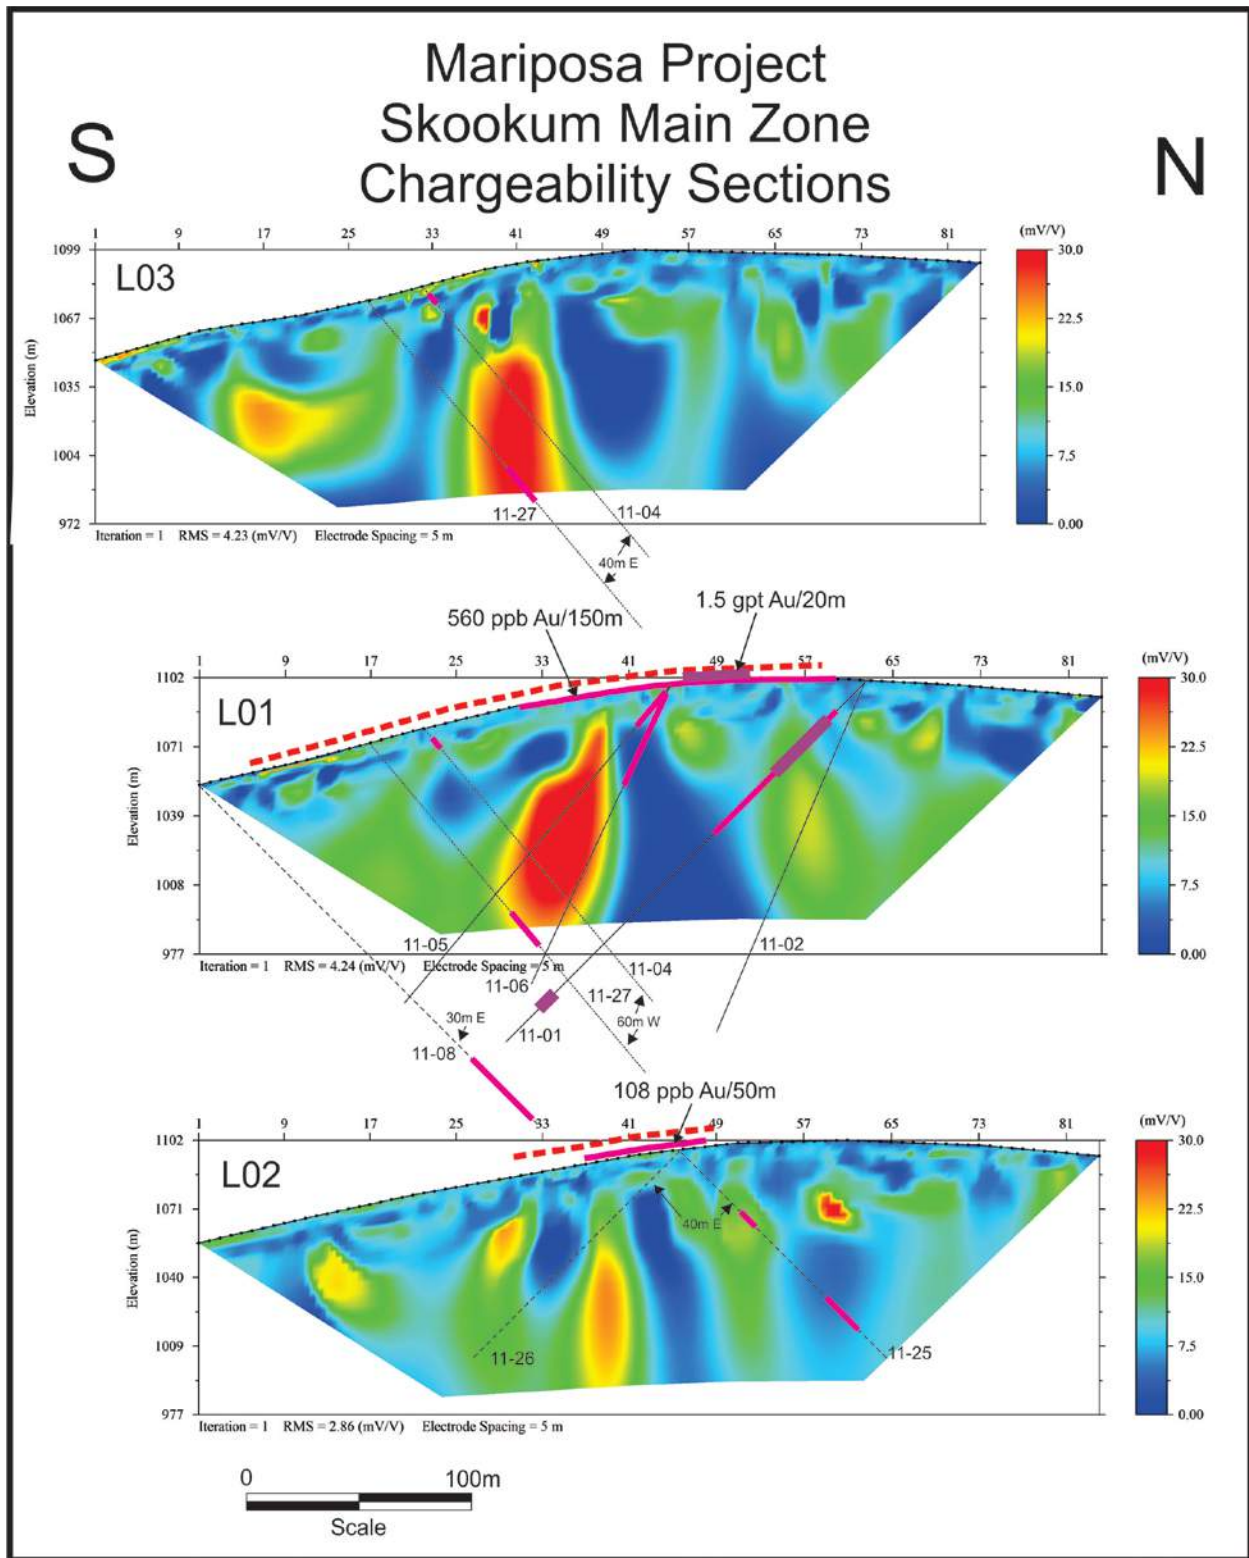 Mariposa Project
Skookum Main Zone
Chargeability Sections
S
N
1 9 17 25 33 41 49 57 65 73 81
(mV/V)
1099
1067
1035
1004
972
Elevation (m)
L03
30.0
22.5
15.0
7.5
0.00
11-27
11-04
40m E
Iteration = 1 RMS = 4.23 (mV/V) Electrode Spacing = 5 m
560 ppb Au/150m
1.5 gpt Au/20m
1 9 17 25 33 41 49 57 65 73 81
(mV/V)
1102
1071
1039
1008
977
Elevation (m)
L01
30.0
22.5
15.0
7.5
0.00
11-05
11-02
Iteration = 1 RMS = 4.24 (mV/V) Electrode Spacing = 5 m
11-04
11-06
11-27
30m E
60m W
11-01
11-08
108 ppb Au/50m
1 9 17 25 33 41 49 57 65 73 81
(mV/V)
1102
1071
1040
1009
977
Elevation (m)
L02
30.0
22.5
15.0
7.5
0.00
40m E
11-26
11-25
Iteration = 1 RMS = 2.86 (mV/V) Electrode Spacing = 5 m
0 100m
Scale